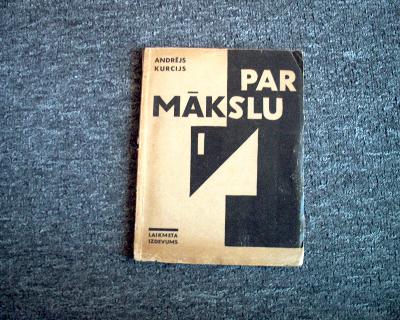 ANDRĒJS
KURCIJS
PAR
MĀKSLU
LAIKMETA
IZDEVUMS